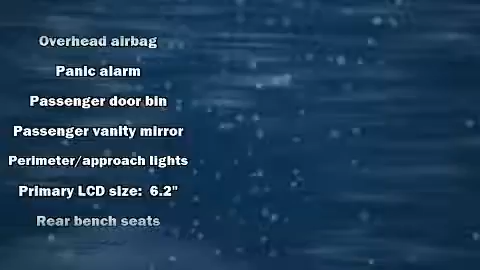 Overhead airbag
Panic alarm
Passenger door bin
Passenger vanity mirror
Perimeter/approach lights
Primary LCD size: 6.2"
Rear bench seats